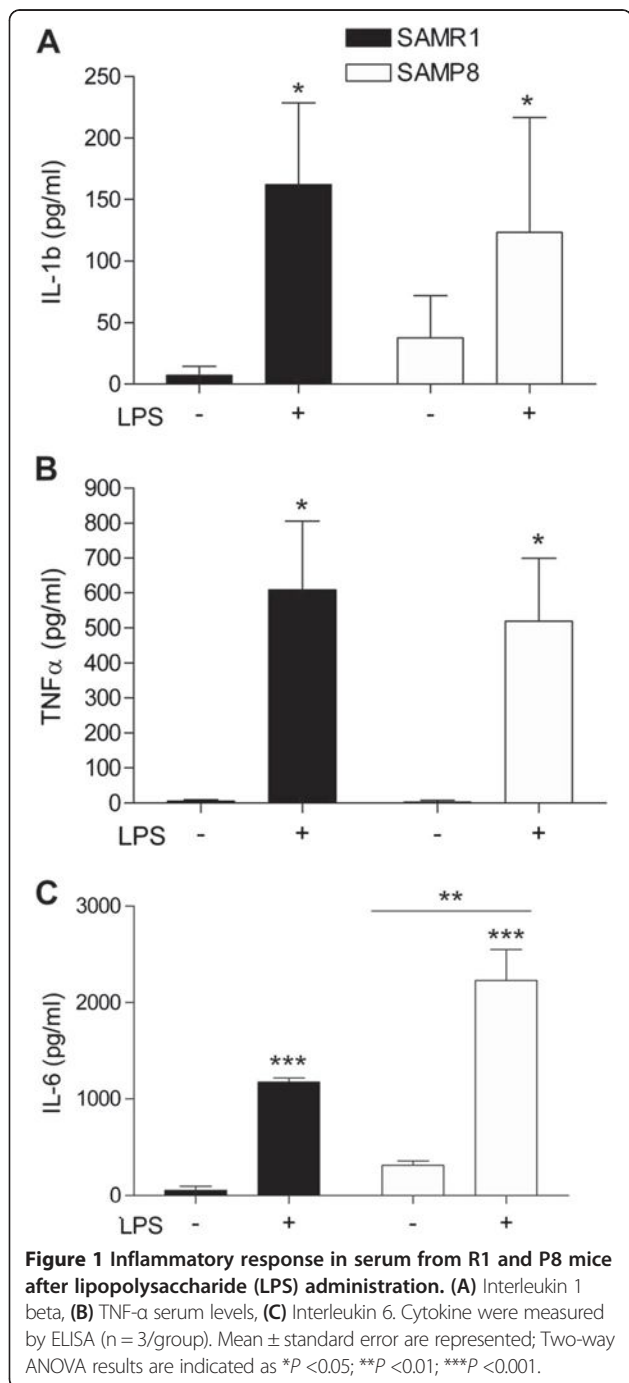 A
SAMR1
SAMP8
*
*
250
200
150
100
50
0
IL-1b (pg/ml)
LPS - + - +
B
*
*
900
800
700
600
500
400
300
200
100
0
TNFα (pg/ml)
LPS - + - +
C
**
***
***
3000
2000
1000
0
IL-6 (pg/ml)
`LPS - + - +
Figure 1 Inflammatory response in serum from R1 and P8 mice
after lipopolysaccharide (LPS) administration. (A) Interleukin 1
beta, (B) TNF-α serum levels, (C) Interleukin 6. Cytokine were measured
by ELISA (n = 3/group). Mean ± standard error are represented; Two-way
ANOVA results are indicated as *P <0.05; **P <0.01; ***P <0.001.